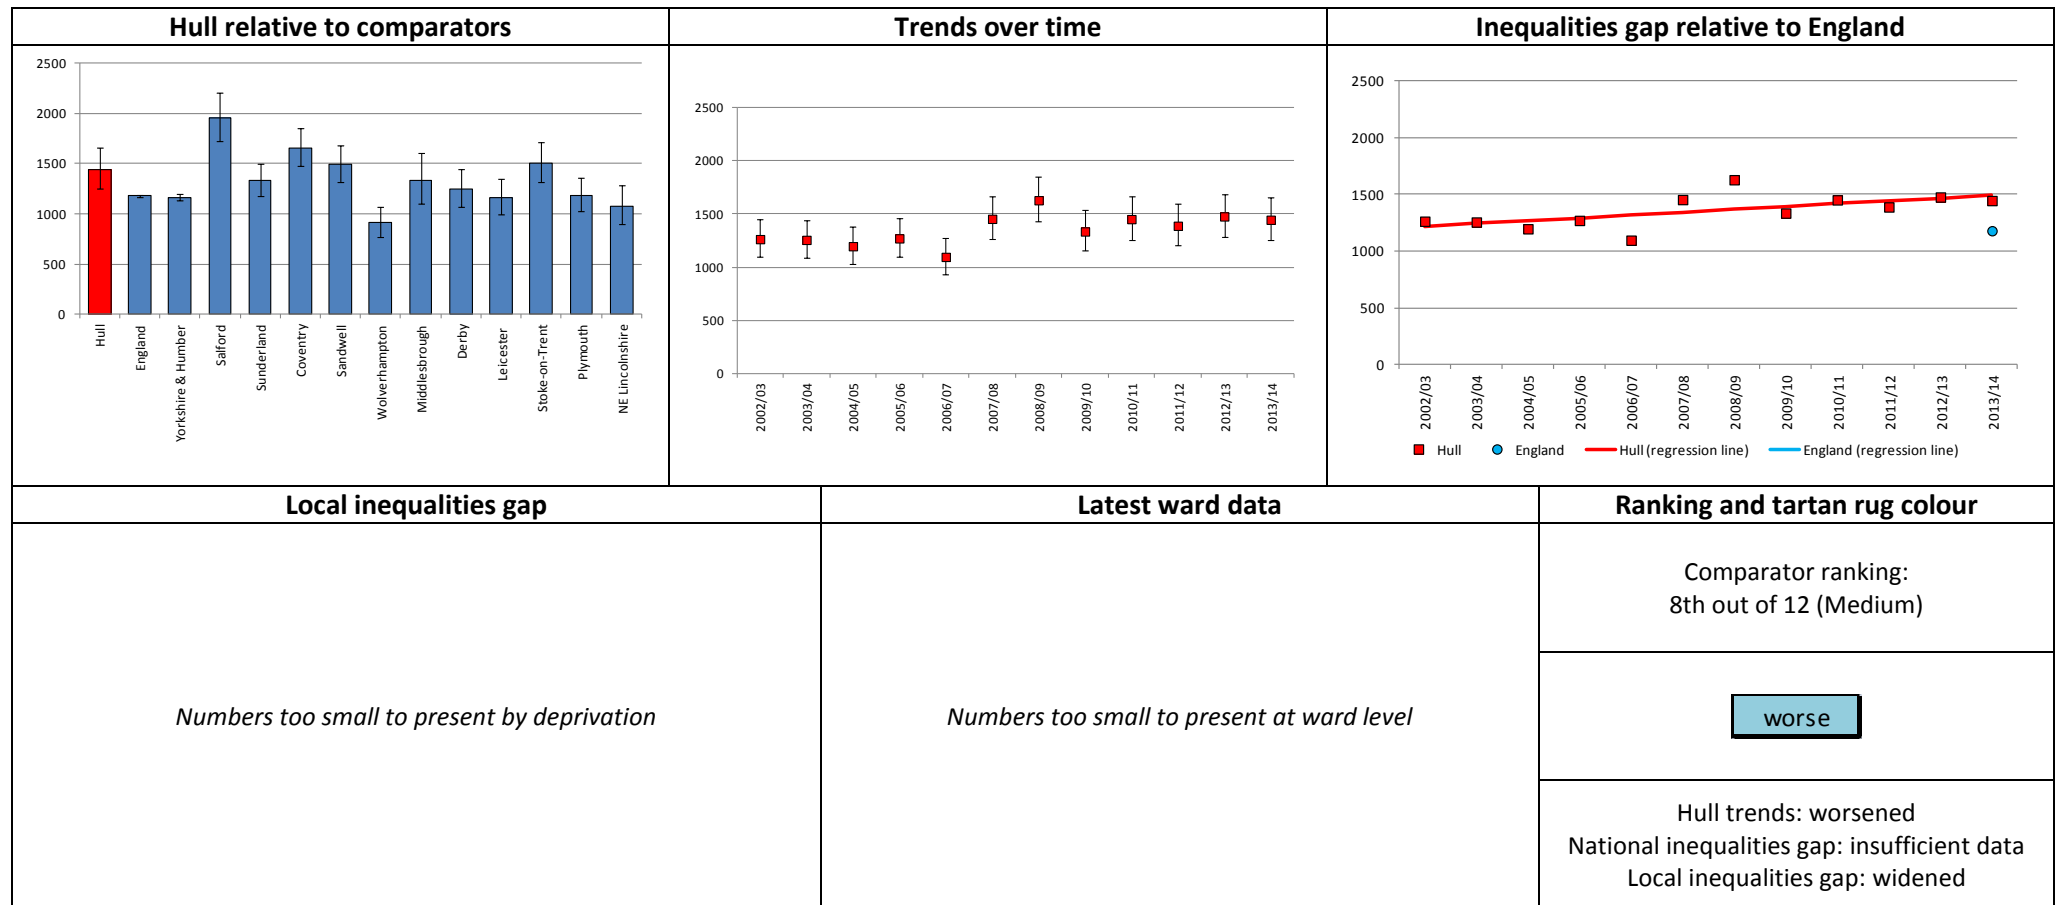 Hull relative to comparators
Trends over time
Inequalities gap relative to England
2500
2000
1500
1000
500
0
Hull
England
Yorkshire & Humber
Salford
Sunderland
Coventry
Sandwell
Wolverhampton
Middlesbrough
Derby
Leicester
Stoke-on-Trent
Plymouth
NE Lincolnshire
2500
2000
1500
1000
500
0
2002/03
2003/04
2004/05
2005/06
2006/07
2007/08
2008/09
2009/10
2010/11
2011/12
2012/13
2013/14
2500
2000
1500
1000
500
0
2002/03
2003/04
2004/05
2005/06
2006/07
2007/08
2008/09
2009/10
2010/11
2011/12
2012/13
2013/14
Hull England Hull (regression line) England (regression line)
Local inequalities gap
Latest ward data
Ranking and tartan rug colour
Numbers too small to present by deprivation
Numbers too small to present at ward level
Comparator ranking:
8th out of 12 (Medium)
worse
Hull trends: worsened
National inequalities gap: insufficient data
Local inequalities gap: widened